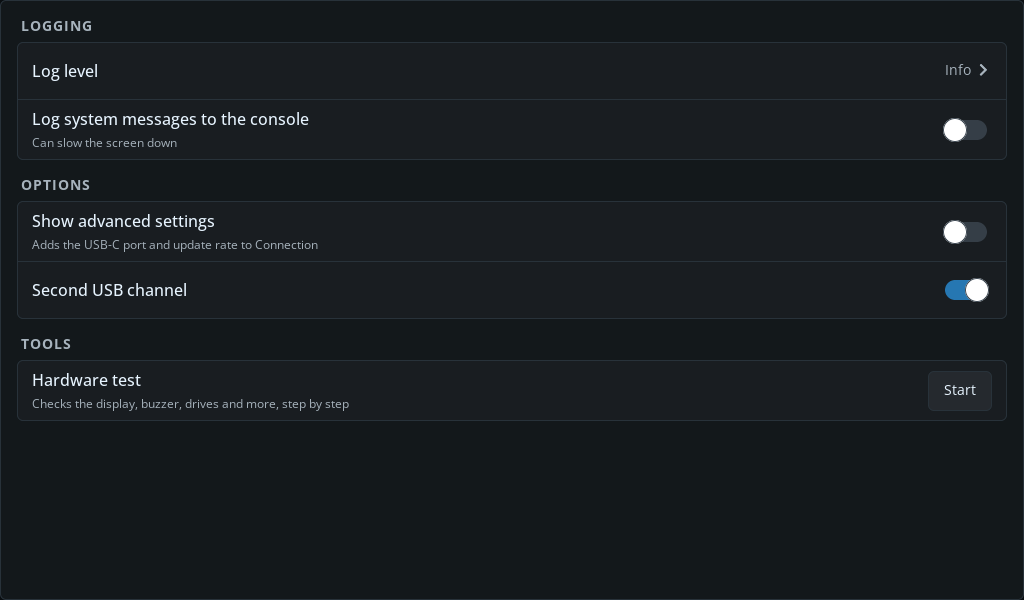 LOGGING
Log level
Info
Log system messages to the console
Can slow the screen down
OPTIONS
Show advanced settings
Adds the USB-C port and update rate to Connection
Second USB channel
TOOLS
Hardware test
Checks the display, buzzer, drives and more, step by step
Start